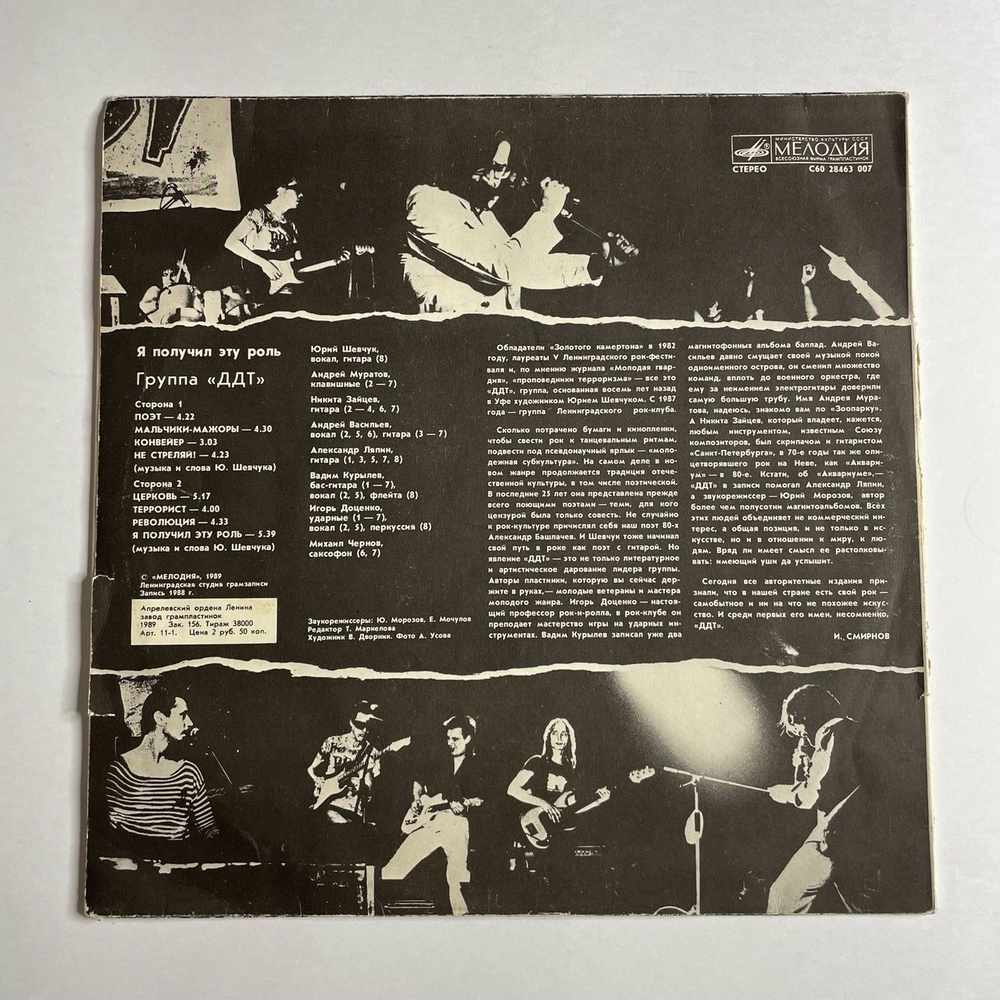 МИНИСТЕРСТВО КУЛЬТУРЫ СССР
МЕЛОДИЯ
ВСЕСОЮЗНАЯ ФИРМА ГРАМПЛАСТИНОК
СТЕРЕО С60 28463 007
Я получил эту роль
Группа «ДДТ»
Сторона 1
ПОЭТ — 4.22
МАЛЬЧИКИ-МАЖОРЫ — 4.30
КОНВЕЙЕР — 3.03
НЕ СТРЕЛЯЙ! — 4.23
(музыка и слова Ю. Шевчука)
Сторона 2
ЦЕРКОВЬ — 5.17
ТЕРРОРИСТ — 4.00
РЕВОЛЮЦИЯ — 4.33
Я ПОЛУЧИЛ ЭТУ РОЛЬ — 5.39
(музыка и слова Ю. Шевчука)
© «МЕЛОДИЯ», 1989
Ленинградская студия грамзаписи
Запись 1988 г.
Апрелевский ордена Ленина
завод грампластинок
1989 Зак. 156. Тираж 38000
Арт. 11-1. Цена 2 руб. 50 коп.
Юрий Шевчук,
вокал, гитара (8)
Андрей Муратов,
клавишные (2 — 7)
Никита Зайцев,
гитара (2 — 4, 6, 7)
Андрей Васильев,
вокал (2, 5, 6), гитара (3 — 7)
Александр Ляпин,
гитара (1, 3, 5, 7, 8)
Вадим Курылев,
бас-гитара (1 — 7),
вокал (2, 5), флейта (8)
Игорь Доценко,
ударные (1 — 7),
вокал (2, 5), перкуссия (8)
Михаил Чернов,
саксофон (6, 7)
Звукорежиссеры: Ю. Морозов, Е. Мочулов
Редактор Т. Маркелова
Художник В. Дворник. Фото А. Усова
Обладатели «Золотого камертона» в 1982
году, лауреаты V Ленинградского рок-фести-
валя и, по мнению журнала «Молодая гвар-
дия», «проповедники терроризма» — все это
«ДДТ», группа, основанная восемь лет назад
в Уфе художником Юрием Шевчуком. С 1987
года — группа Ленинградского рок-клуба.
Сколько потрачено бумаги и кинопленки,
чтобы свести рок к танцевальным ритмам,
подвести под псевдонаучный ярлык — «моло-
дежная субкультура». На самом деле в но-
вом жанре продолжается традиция отече-
ственной культуры, в том числе поэтической.
В последние 25 лет она представлена прежде
всего поющими поэтами — теми, для кого
цензурой была только совесть. Не случайно
к рок-культуре причислял себя наш поэт 80-х
Александр Башлачев. И Шевчук тоже начинал
свой путь в роке как поэт с гитарой. Но
явление «ДДТ» — это не только литературное
и артистическое дарование лидера группы.
Авторы пластинки, которую вы сейчас дер-
жите в руках, — молодые ветераны и мастера
молодого жанра. Игорь Доценко — настоя-
щий профессор рок-н-ролла, в рок-клубе он
преподает мастерство игры на ударных ин-
струментах. Вадим Курылев записал уже два
магнитофонных альбома баллад. Андрей Ва-
сильев давно смущает своей музыкой покой
одноименного острова, он сменил множество
команд, вплоть до военного оркестра, где
ему за неимением электрогитары доверили
самую большую трубу. Имя Андрея Мура-
това, надеюсь, знакомо вам по «Зоопарку».
А Никита Зайцев, который владеет, кажется,
любым инструментом, известным Союзу
композиторов, был скрипачом и гитаристом
«Санкт-Петербурга», в 70-е годы так же оли-
цетворявшего рок на Неве, как «Аквари-
ум» — в 80-е. Кстати, об «Аквариуме», —
«ДДТ» в записи помогал Александр Ляпин,
а звукорежиссер — Юрий Морозов, автор
более чем полусотни магнитоальбомов. Всех
этих людей объединяет не коммерческий ин-
терес, а общая позиция, и не только в ис-
кусстве, но и в отношении к миру, к лю-
дям. Вряд ли имеет смысл ее растолковы-
вать: имеющий уши да услышит.
Сегодня все авторитетные издания при-
знали, что в нашей стране есть свой рок —
самобытное и ни на что не похожее искус-
ство. И среди первых его имен, несомненно,
«ДДТ».
И. СМИРНОВ